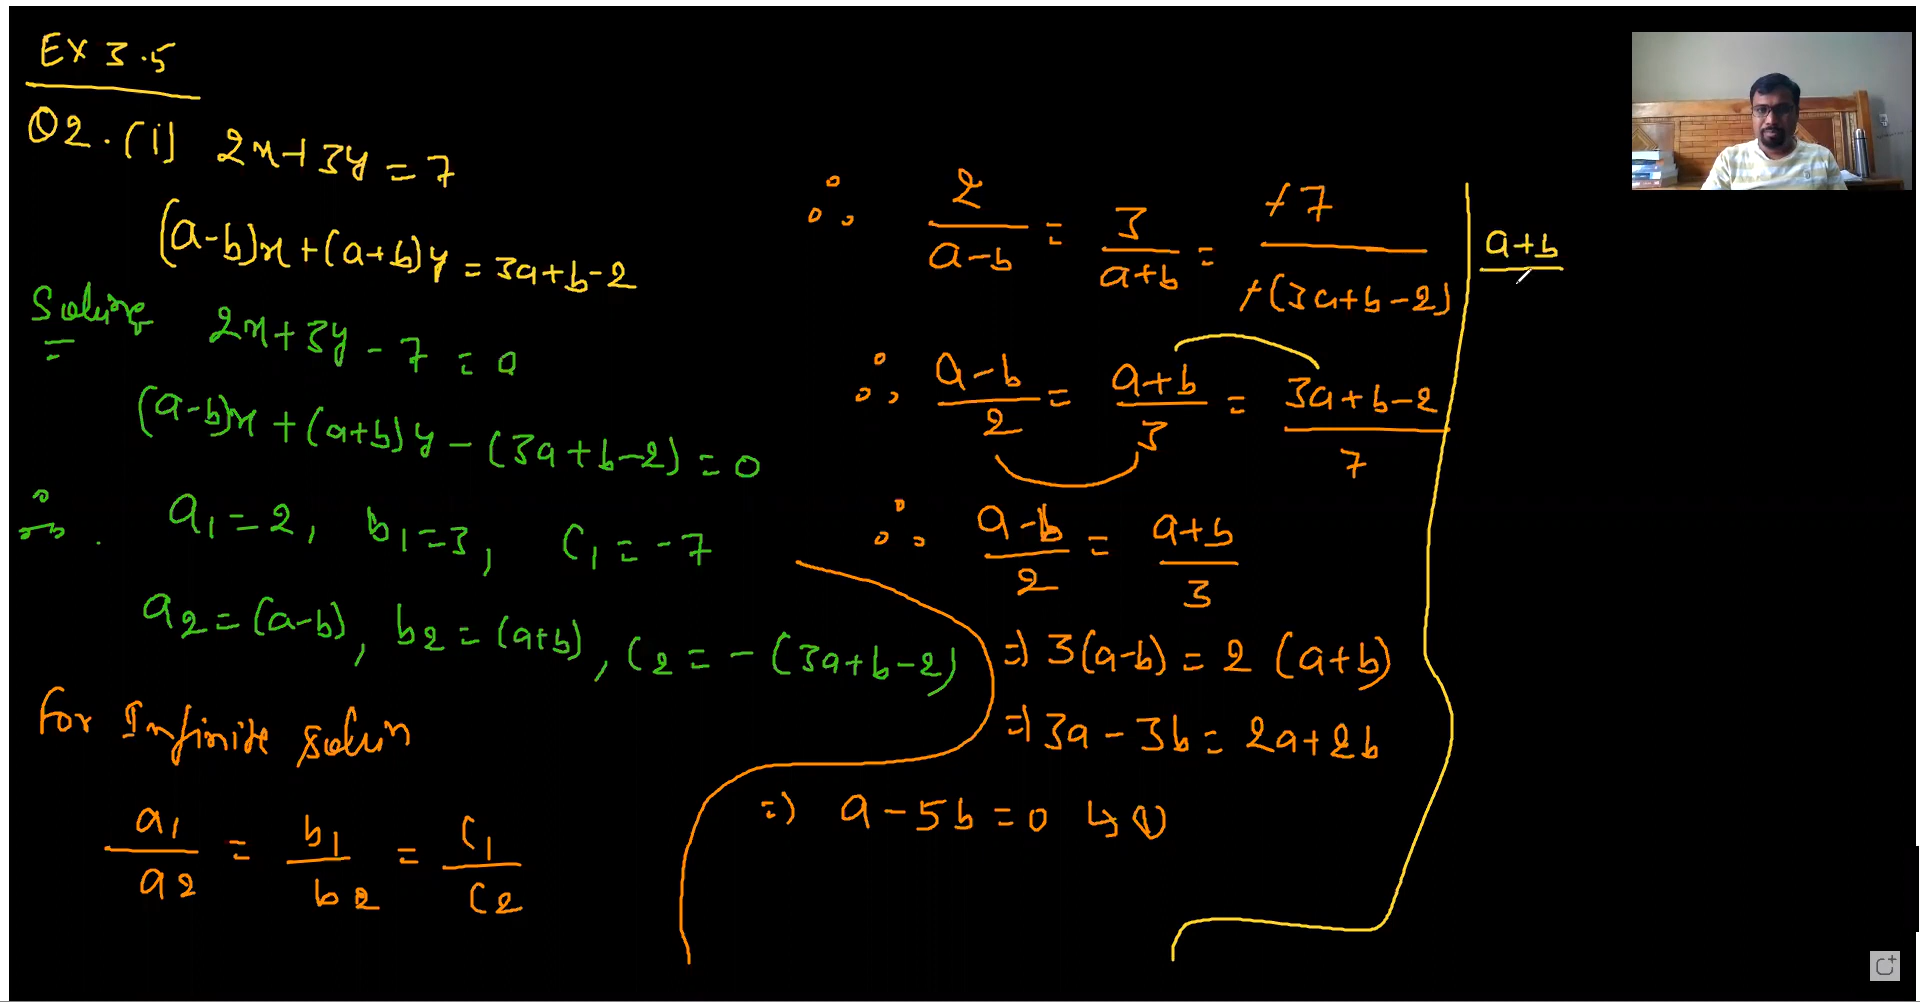 EX 3.5
Q2. (i) 2x+3y=7
(a-b)x+(a+b)y=3a+b-2
2x+3y-7=0
(a-b)x+(a+b)y-(3a+b-2)=0
∴. a1=2, b1=3, C1=-7
a2=(a-b), b2=(a+b), C2=-(3a+b-2)
For Infinite solun
a1/a2 = b1/b2 = C1/C2
∴ 2/(a-b) = 3/(a+b) = -7/-(3a+b-2)
∴ (a-b)/2 = (a+b)/3 = (3a+b-2)/7
∴ (a-b)/2 = (a+b)/3
=) 3(a-b)=2(a+b)
=) 3a-3b=2a+2b
=) a-5b=0 ↳ ①
a+b